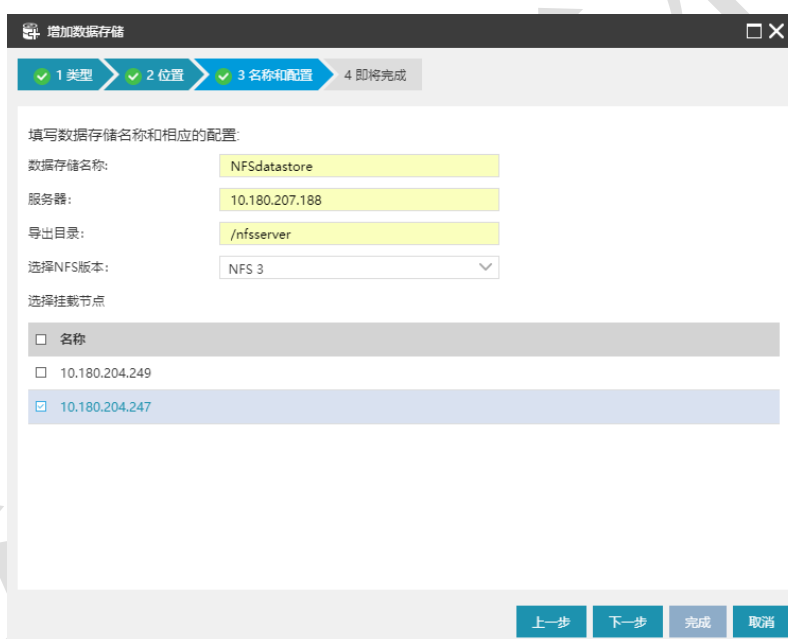 增加数据存储
1 类型 2 位置 3 名称和配置 4 即将完成
填写数据存储名称和相应的配置:
数据存储名称: NFSdatastore
服务器: 10.180.207.188
导出目录: /nfsserver
选择NFS版本: NFS 3
选择挂载节点
名称
10.180.204.249
10.180.204.247
上一步 下一步 完成 取消